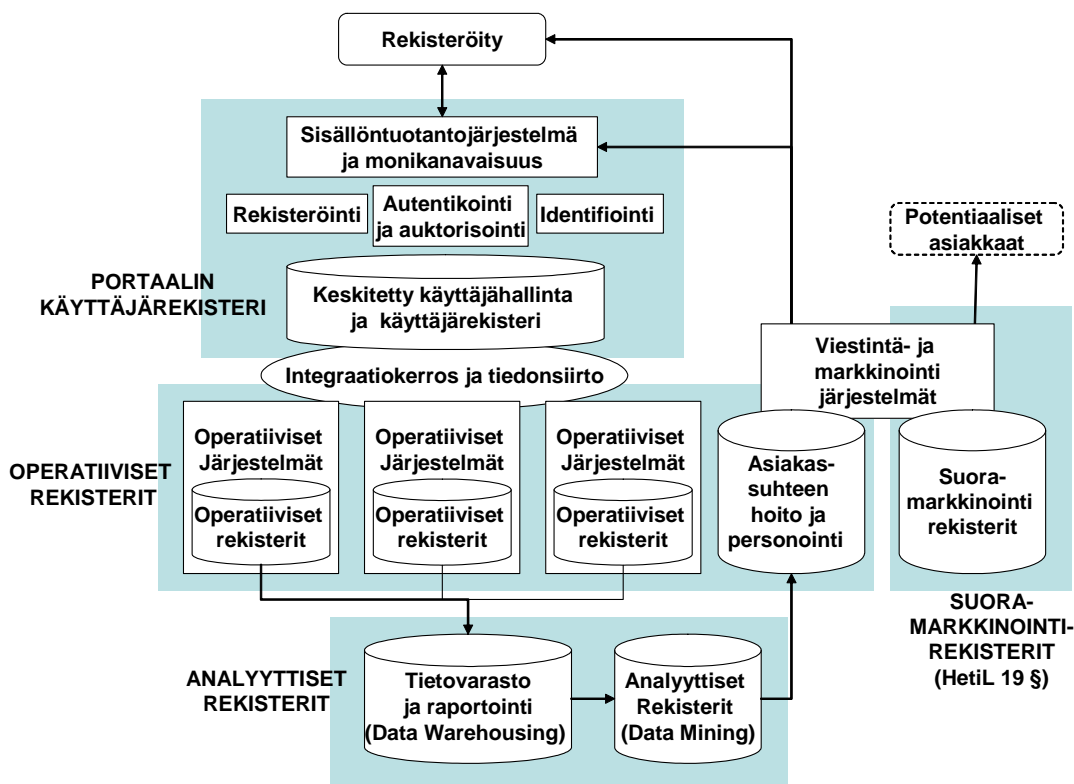 Rekisteröity
Sisällöntuotantojärjestelmä
ja monikanavaisuus
Rekisteröinti
Autentikointi
ja auktorisointi
Identifiointi
Potentiaaliset
asiakkaat
PORTAALIN
KÄYTTÄJÄREKISTERI
Keskitetty käyttäjähallinta
ja käyttäjärekisteri
Viestintä- ja
markkinointi
järjestelmät
Integraatiokerros ja tiedonsiirto
OPERATIIVISET
REKISTERIT
Operatiiviset
Järjestelmät
Operatiiviset
rekisterit
Operatiiviset
Järjestelmät
Operatiiviset
rekisterit
Operatiiviset
Järjestelmät
Operatiiviset
rekisterit
Asiakas-
suhteen
hoito ja
personointi
Suora-
markkinointi
rekisterit
SUORA-
MARKKINOINTI-
REKISTERIT
(HetiL 19 §)
ANALYYTTISET
REKISTERIT
Tietovarasto
ja raportointi
(Data Warehousing)
Analyyttiset
Rekisterit
(Data Mining)